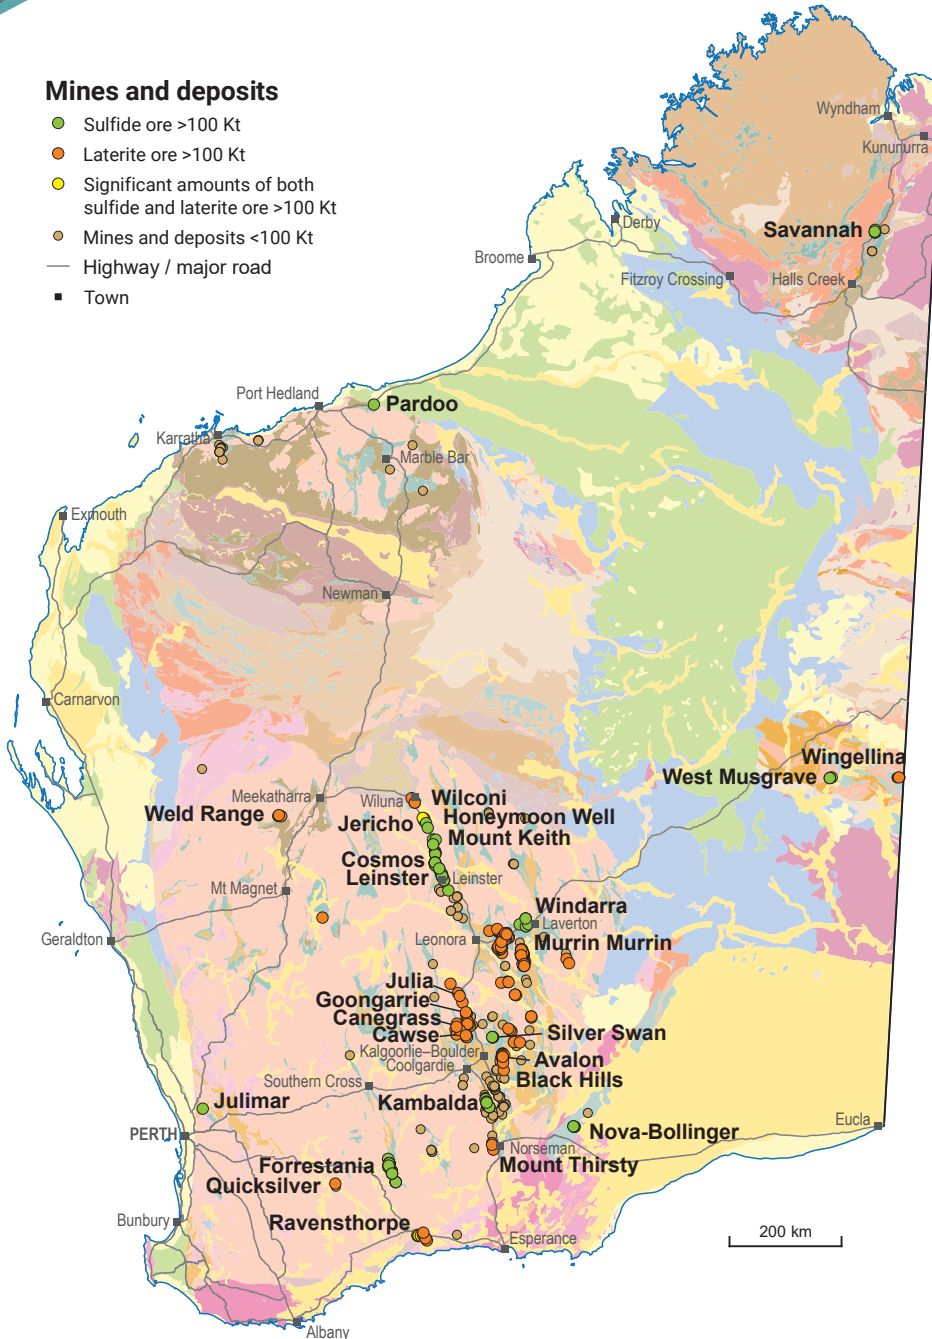 Mines and deposits
Sulfide ore >100 Kt
Laterite ore >100 Kt
Significant amounts of both
sulfide and laterite ore >100 Kt
Mines and deposits <100 Kt
Highway / major road
Town
Wyndham
Kununurra
Derby
Savannah
Broome
Fitzroy Crossing
Halls Creek
Port Hedland
Pardoo
Karratha
Marble Bar
Exmouth
Newman
Carnarvon
Wingellina
West Musgrave
Meekatharra
Wiluna
Wilconi
Weld Range
Honeymoon Well
Jericho
Mount Keith
Cosmos
Leinster
Leinster
Mt Magnet
Windarra
Laverton
Geraldton
Leonora
Murrin Murrin
Julia
Goongarrie
Canegrass
Cawse
Silver Swan
Kalgoorlie–Boulder
Avalon
Coolgardie
Black Hills
Southern Cross
Julimar
Kambalda
Eucla
PERTH
Nova-Bollinger
Norseman
Forrestania
Mount Thirsty
Quicksilver
Bunbury
Ravensthorpe
200 km
Esperance
Albany